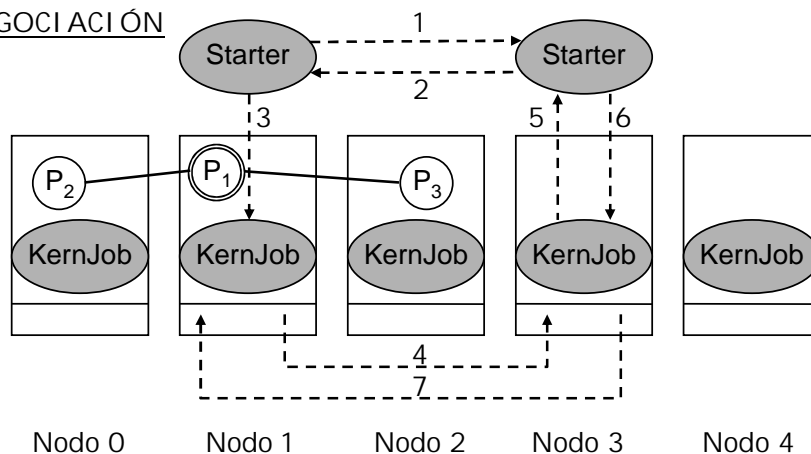 GOCIACIÓN
1
Starter
Starter
2
3
5
6
P2
P1
P3
KernJob
KernJob
KernJob
KernJob
KernJob
4
7
Nodo 0
Nodo 1
Nodo 2
Nodo 3
Nodo 4